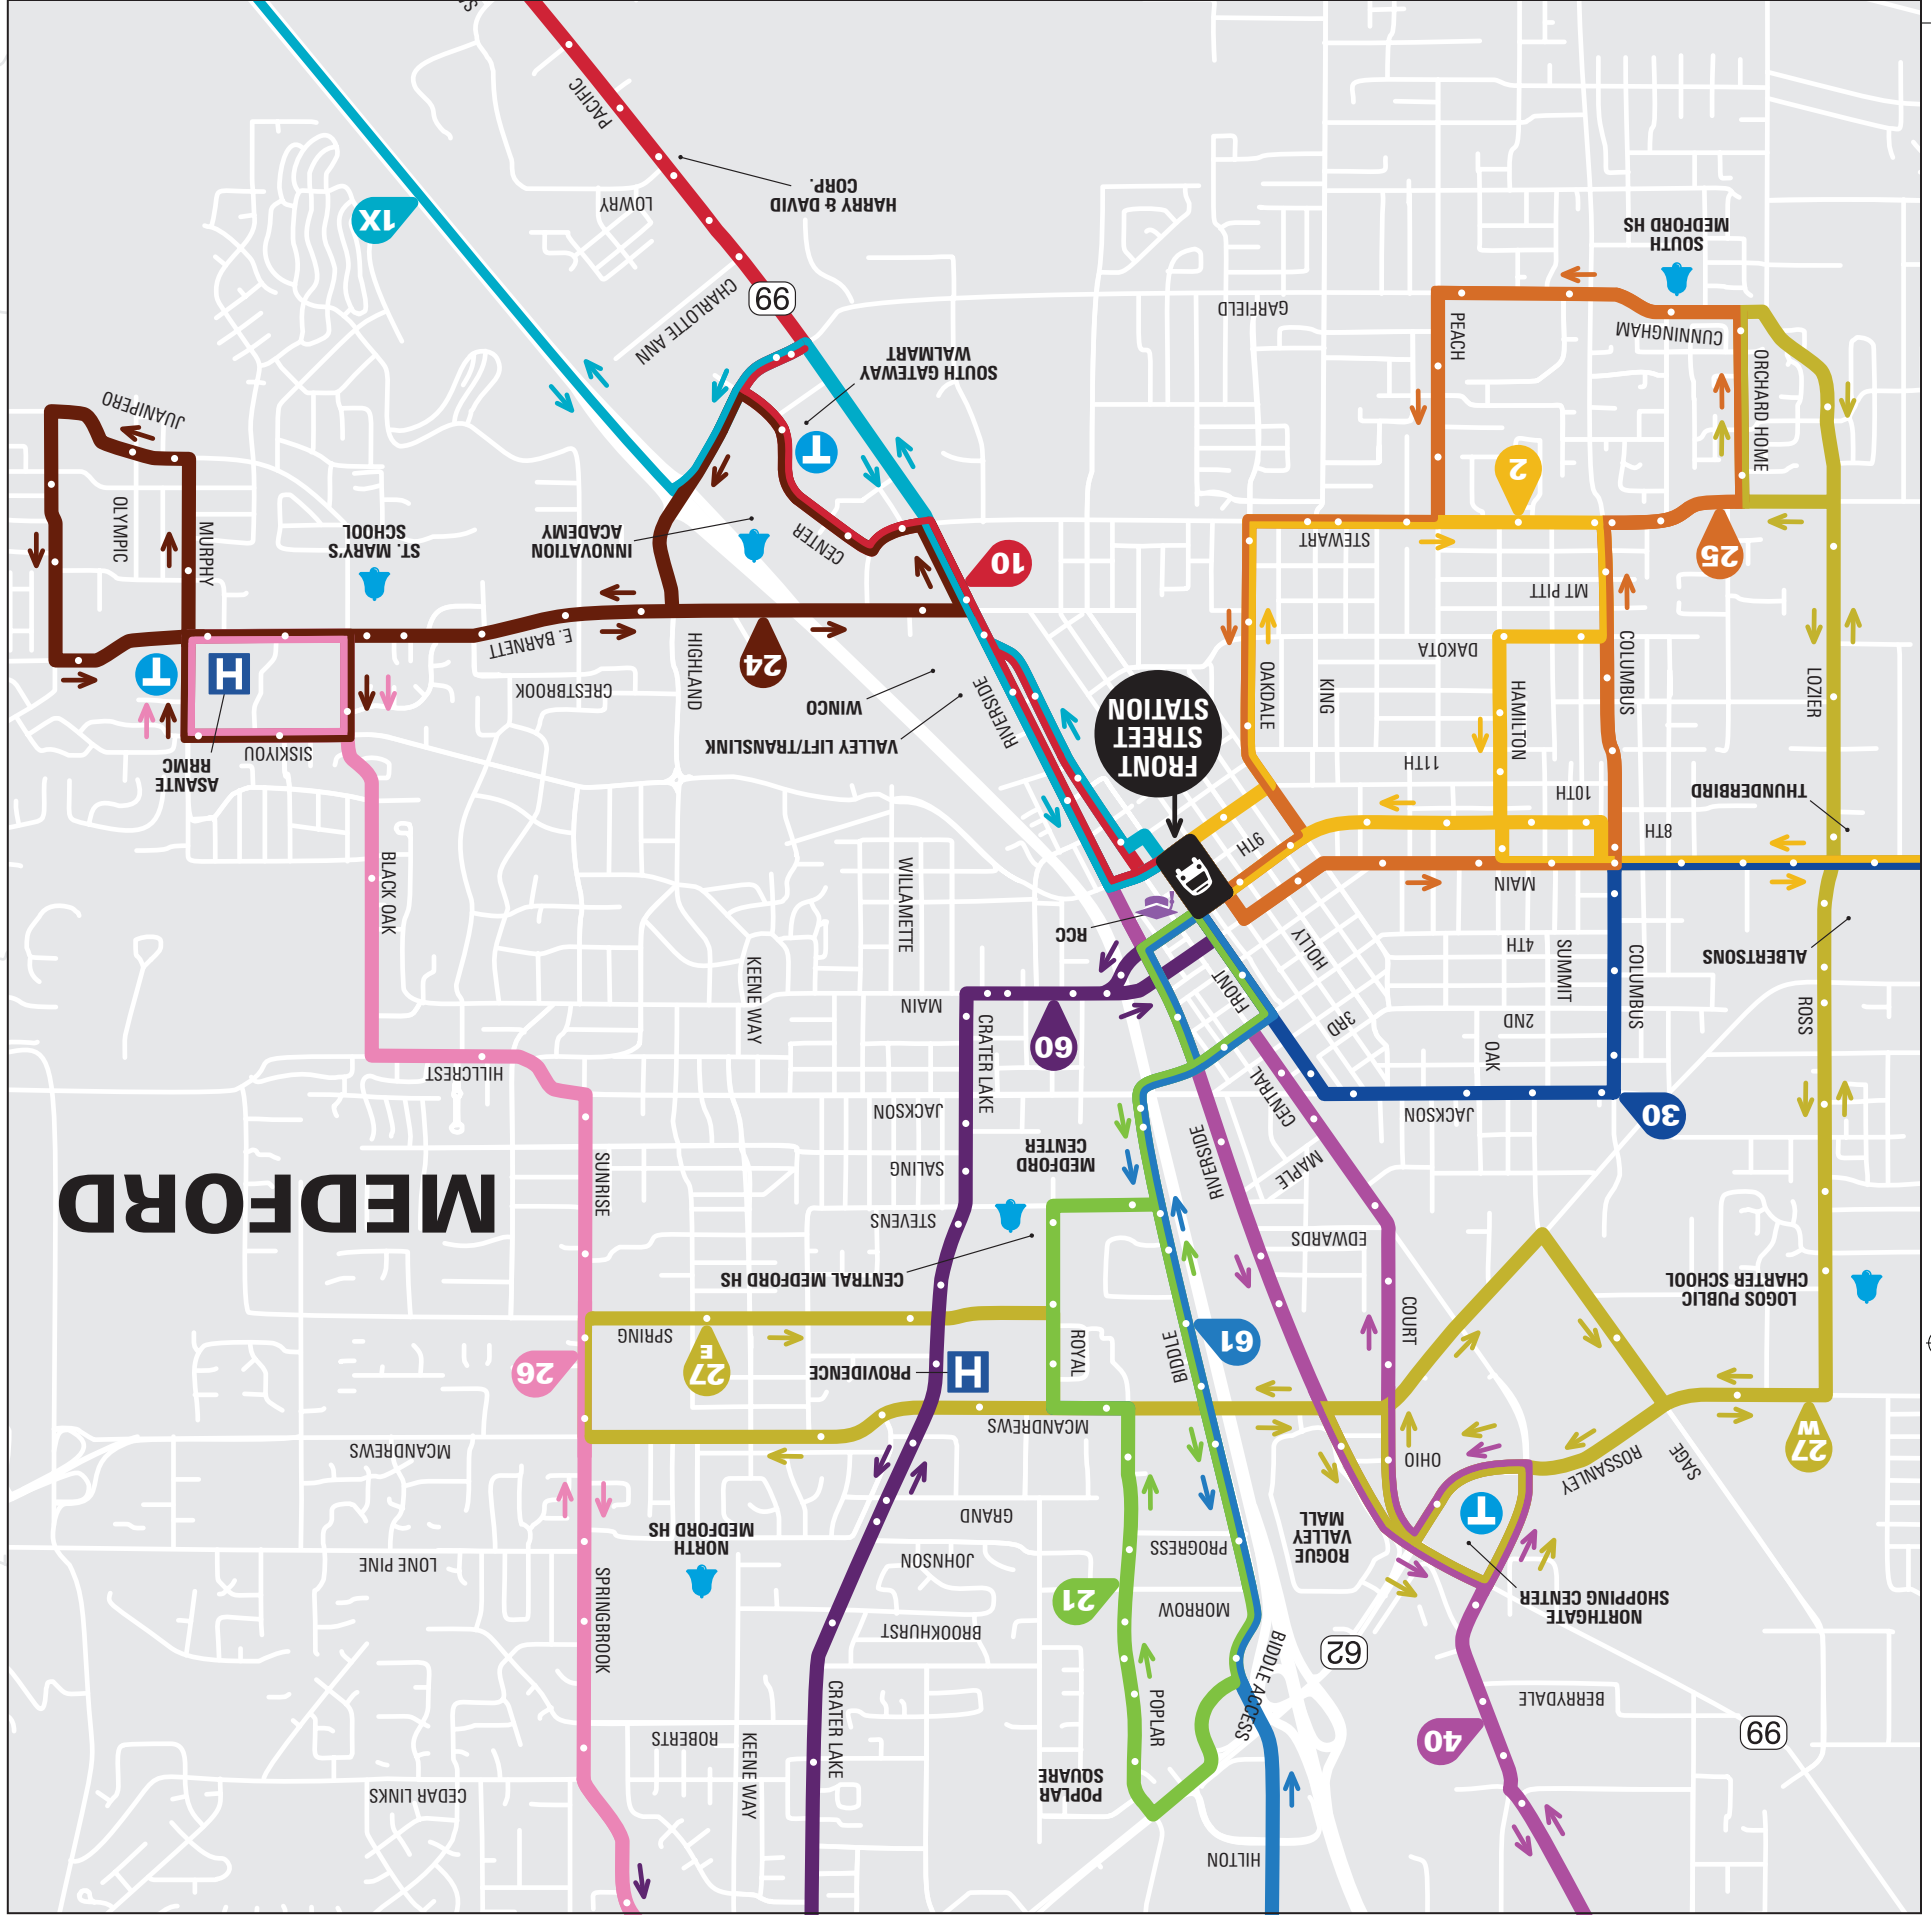 HILTON
CEDAR LINKS
POPLAR
SQUARE
99
40
BERRYDALE
BIDDLE ACCESS
POPLAR
CRATER LAKE
KEENE WAY
ROBERTS
62
NORTHGATE
SHOPPING CENTER
T
MORROW
21
BROOKHURST
SPRINGBROOK
ROGUE
VALLEY
MALL
PROGRESS
JOHNSON
GRAND
NORTH
MEDFORD HS
LONE PINE
27
W
SAGE
ROSSANLEY
OHIO
MCANDREWS
MCANDREWS
COURT
61
BIDDLE
ROYAL
H
PROVIDENCE
27
E
SPRING
26
LOGOS PUBLIC
CHARTER SCHOOL
EDWARDS
CENTRAL MEDFORD HS
STEVENS
SUNRISE
MEDFORD
MAPLE
RIVERSIDE
MEDFORD
CENTER
SALING
30
JACKSON
CENTRAL
JACKSON
HILLCREST
CRATER LAKE
60
ROSS
COLUMBUS
OAK
2ND
SUMMIT
4TH
3RD
HOLLY
FRONT
MAIN
KEENE WAY
ALBERTSONS
RCC
WILLAMETTE
BLACK OAK
MAIN
8TH
9TH
THUNDERBIRD
10TH
11TH
FRONT
STREET
STATION
ASANTE
RRMC
SISKIYOU
VALLEY LIFT/TRANSLINK
WINCO
RIVERSIDE
LOZIER
COLUMBUS
HAMILTON
KING
OAKDALE
HIGHLAND
CRESTBROOK
H
T
24
DAKOTA
E. BARNETT
MT PITT
10
25
STEWART
CENTER
INNOVATION
ACADEMY
ST. MARY'S
SCHOOL
MURPHY
OLYMPIC
2
T
ORCHARD HOME
JUANIPERO
SOUTH GATEWAY
WALMART
PEACH
CUNNINGHAM
GARFIELD
CHARLOTTE ANN
99
SOUTH
MEDFORD HS
1X
HARRY & DAVID
CORP.
LOWRY
PACIFIC